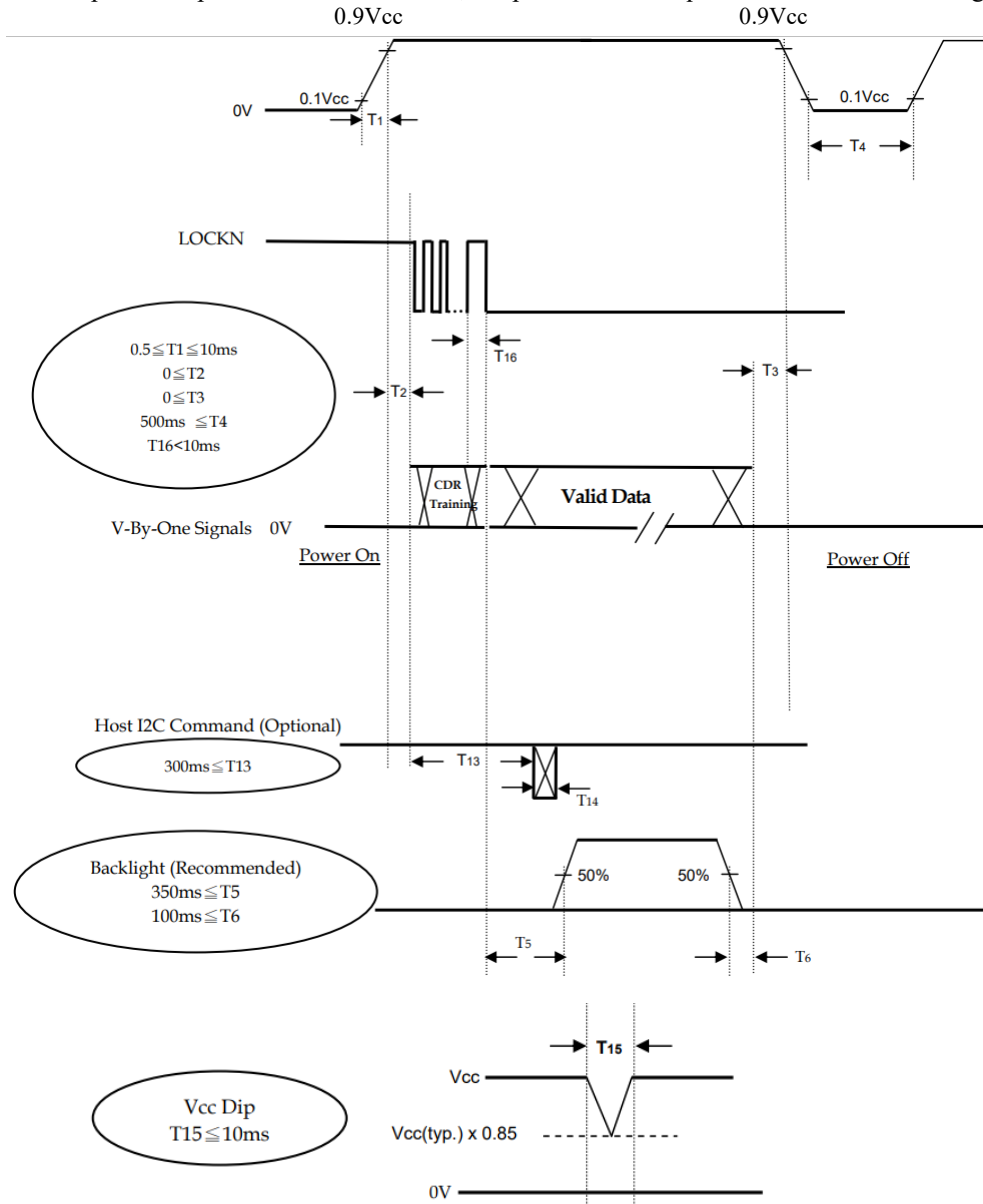 0.9Vcc 0.9Vcc
0.1Vcc 0.1Vcc
0V
T1
T4
LOCKN
T16
T3
0.5≦T1≦10ms
0≦T2
0≦T3
500ms ≦T4
T16<10ms
T2
CDR
Training
Valid Data
V-By-One Signals 0V
Power On
Power Off
Host I2C Command (Optional)
300ms≦T13
T13
T14
Backlight (Recommended)
350ms≦T5
100ms≦T6
50% 50%
T5
T6
T15
Vcc
Vcc Dip
T15≦10ms
Vcc(typ.) x 0.85
0V